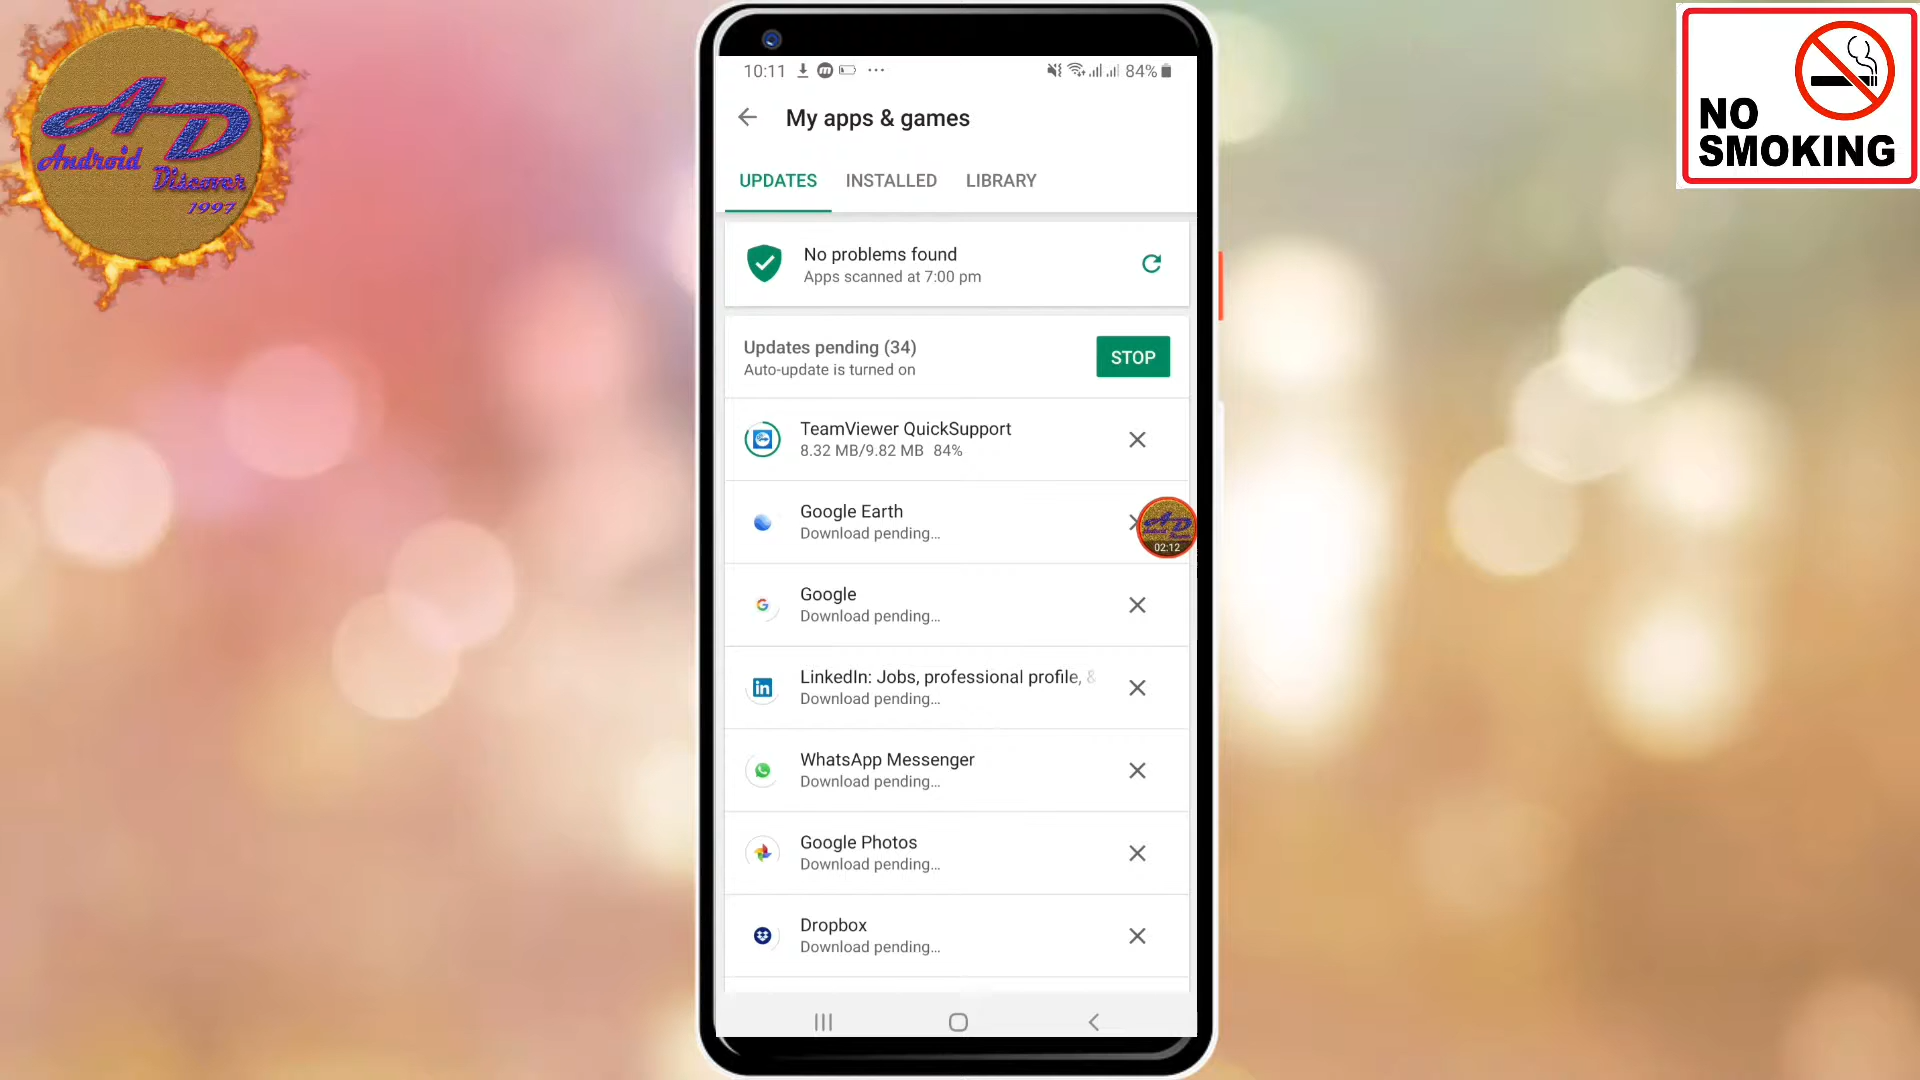 AD
Android
Discover
1997
NO
SMOKING
10:11
84%
My apps & games
UPDATES INSTALLED LIBRARY
No problems found
Apps scanned at 7:00 pm
Updates pending (34)
Auto-update is turned on
STOP
TeamViewer QuickSupport
8.32 MB/9.82 MB 84%
Google Earth
Download pending...
AD
02:12
Google
Download pending...
LinkedIn: Jobs, professional profile, &
Download pending...
WhatsApp Messenger
Download pending...
Google Photos
Download pending...
Dropbox
Download pending...